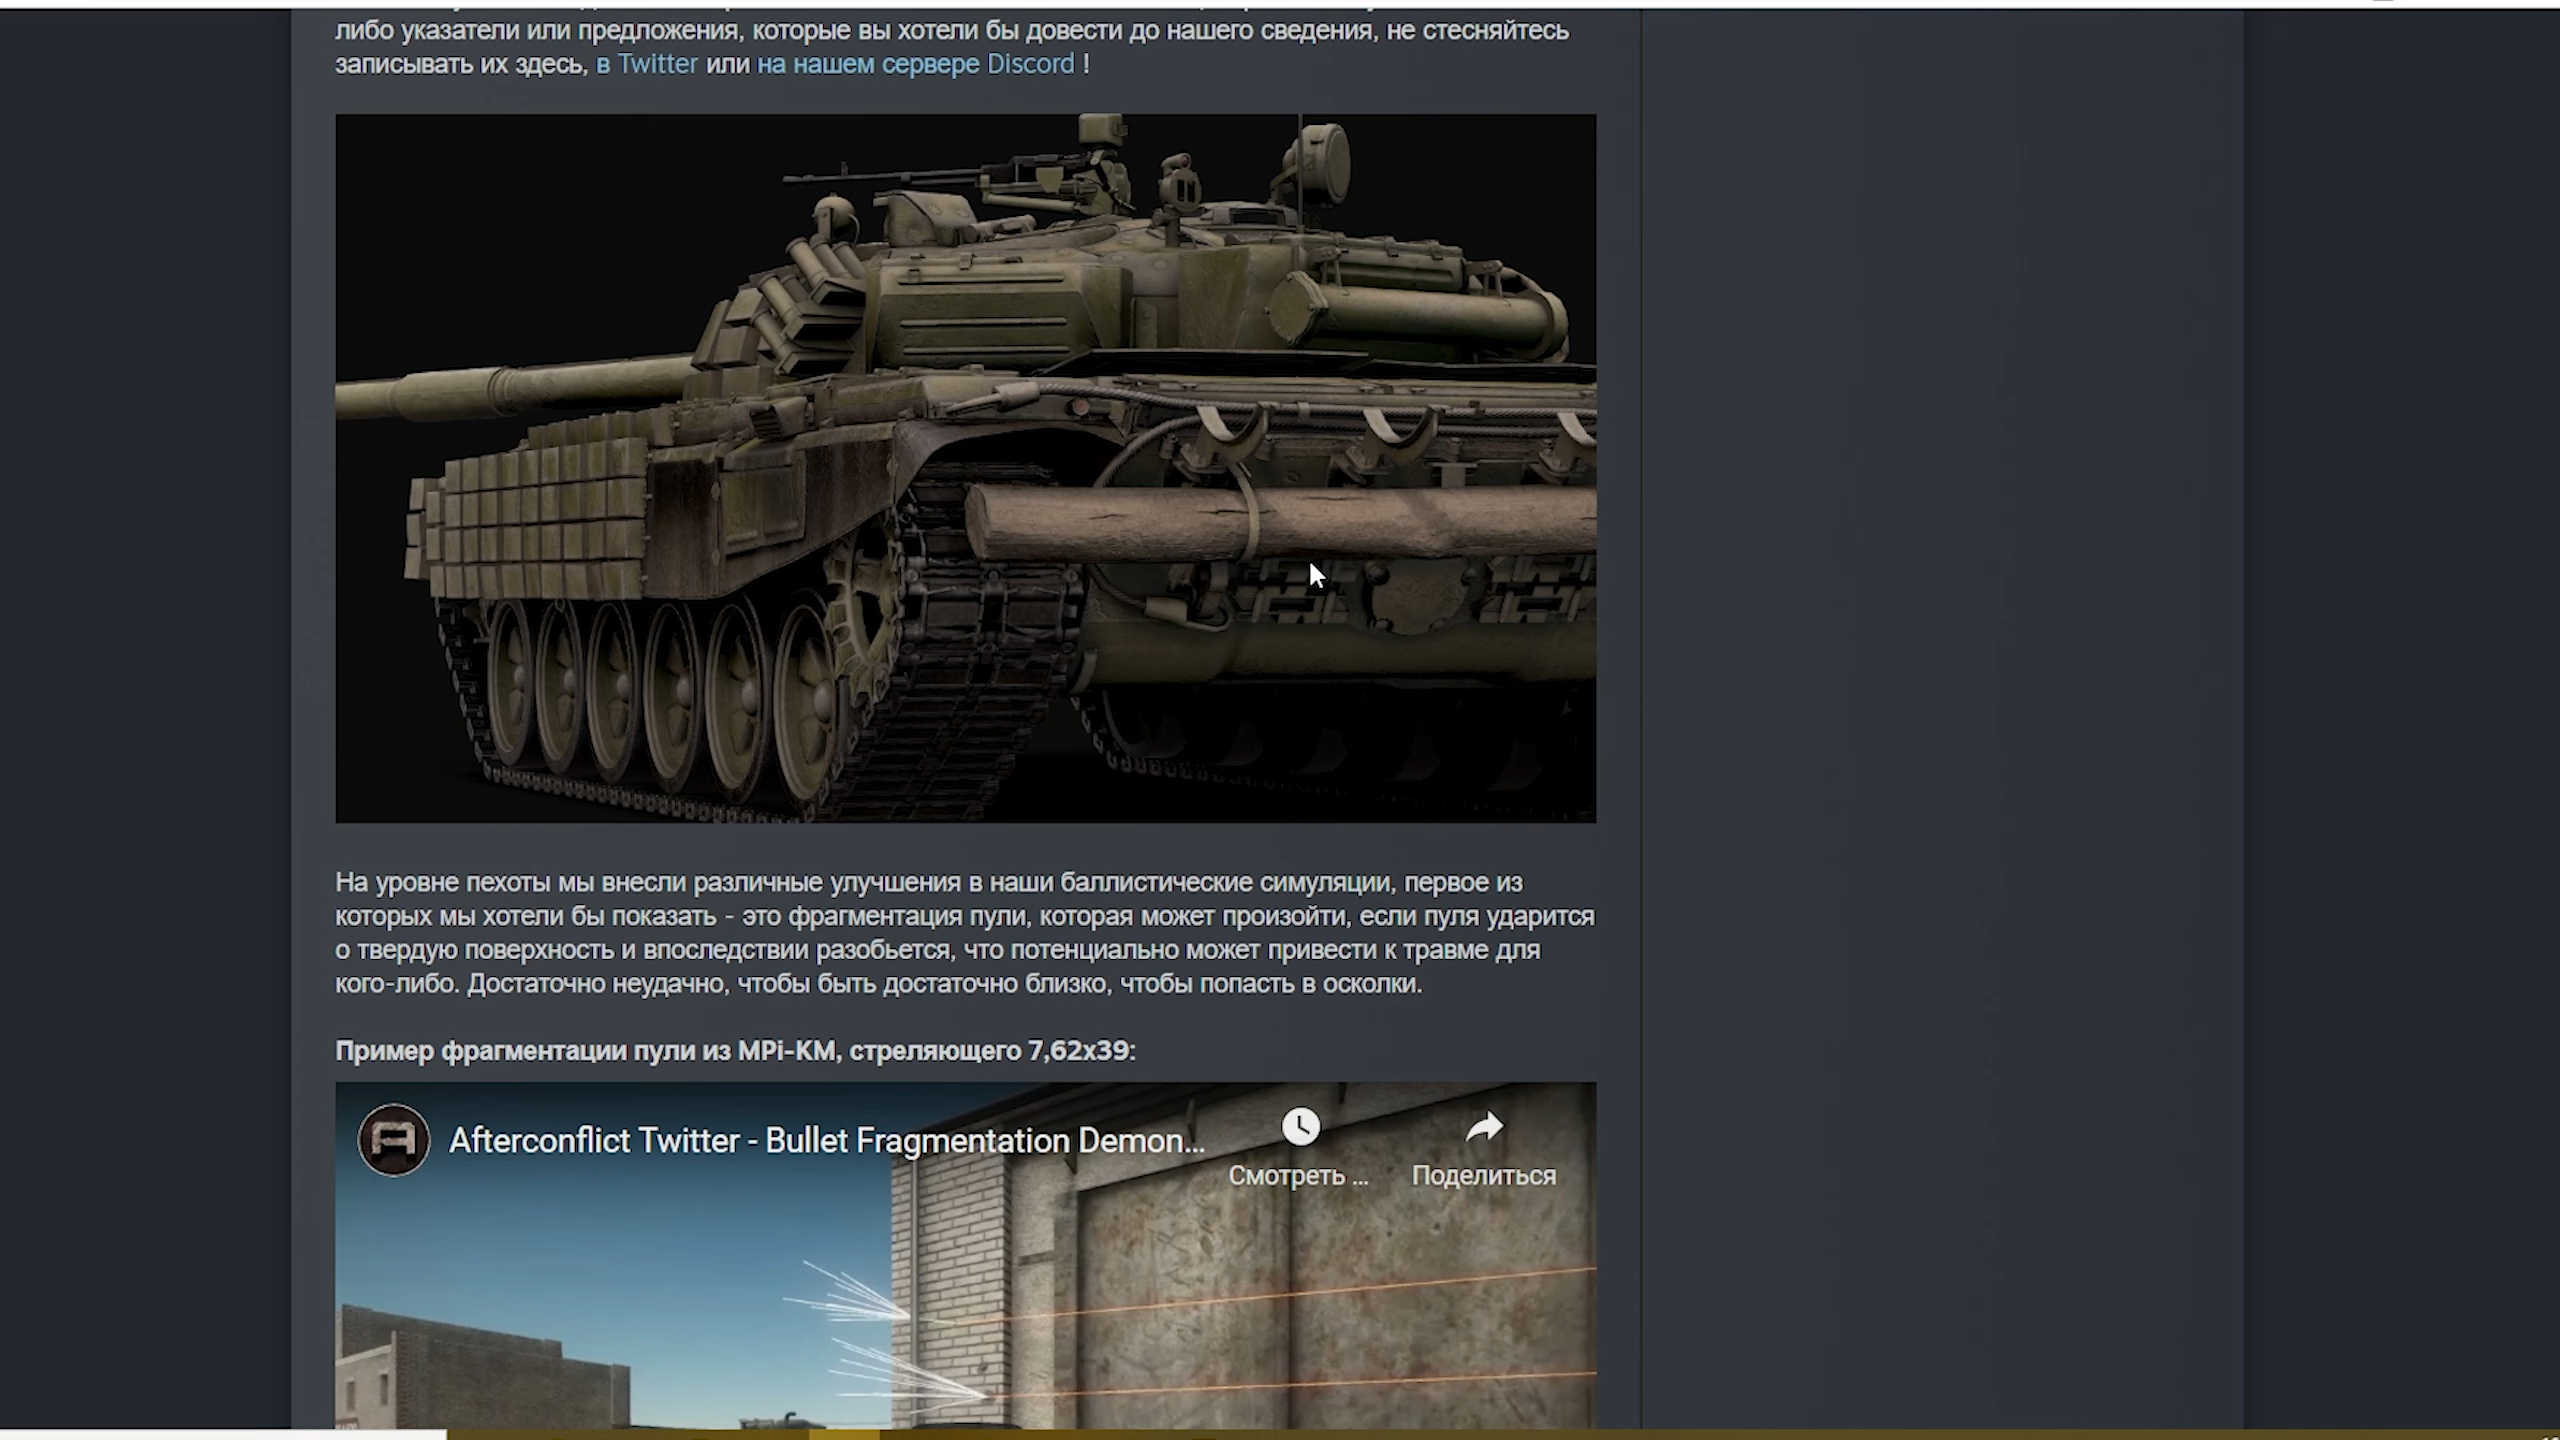 либо указатели или предложения, которые вы хотели бы довести до нашего сведения, не стесняйтесь
записывать их здесь, в Twitter или на нашем сервере Discord !
На уровне пехоты мы внесли различные улучшения в наши баллистические симуляции, первое из
которых мы хотели бы показать - это фрагментация пули, которая может произойти, если пуля ударится
о твердую поверхность и впоследствии разобьется, что потенциально может привести к травме для
кого-либо. Достаточно неудачно, чтобы быть достаточно близко, чтобы попасть в осколки.
Пример фрагментации пули из MPi-KM, стреляющего 7,62x39:
Afterconflict Twitter - Bullet Fragmentation Demon...
Смотреть ...
Поделиться